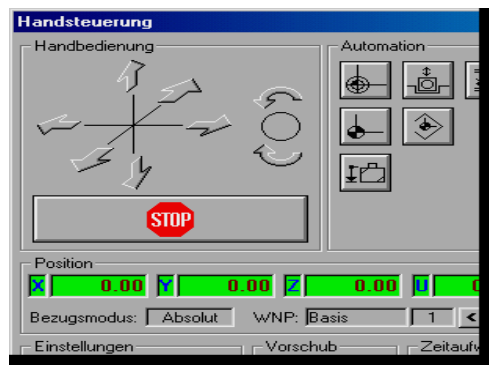 Handsteuerung
Handbedienung
Automation
STOP
Position
X 0.00 Y 0.00 Z 0.00 U
Bezugsmodus: Absolut WNP: Basis 1 <
Einstellungen Vorschub